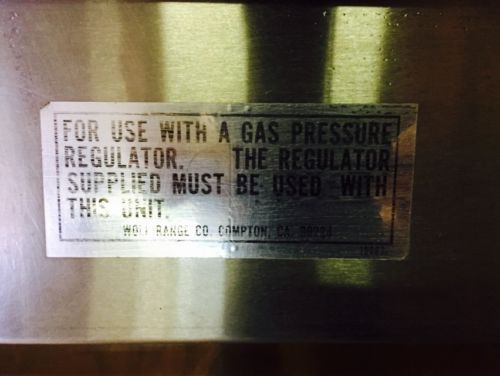 FOR USE WITH A GAS PRESSURE
REGULATOR. THE REGULATOR
SUPPLIED MUST BE USED WITH
THIS UNIT.
WOLF RANGE CO. COMPTON, CA.